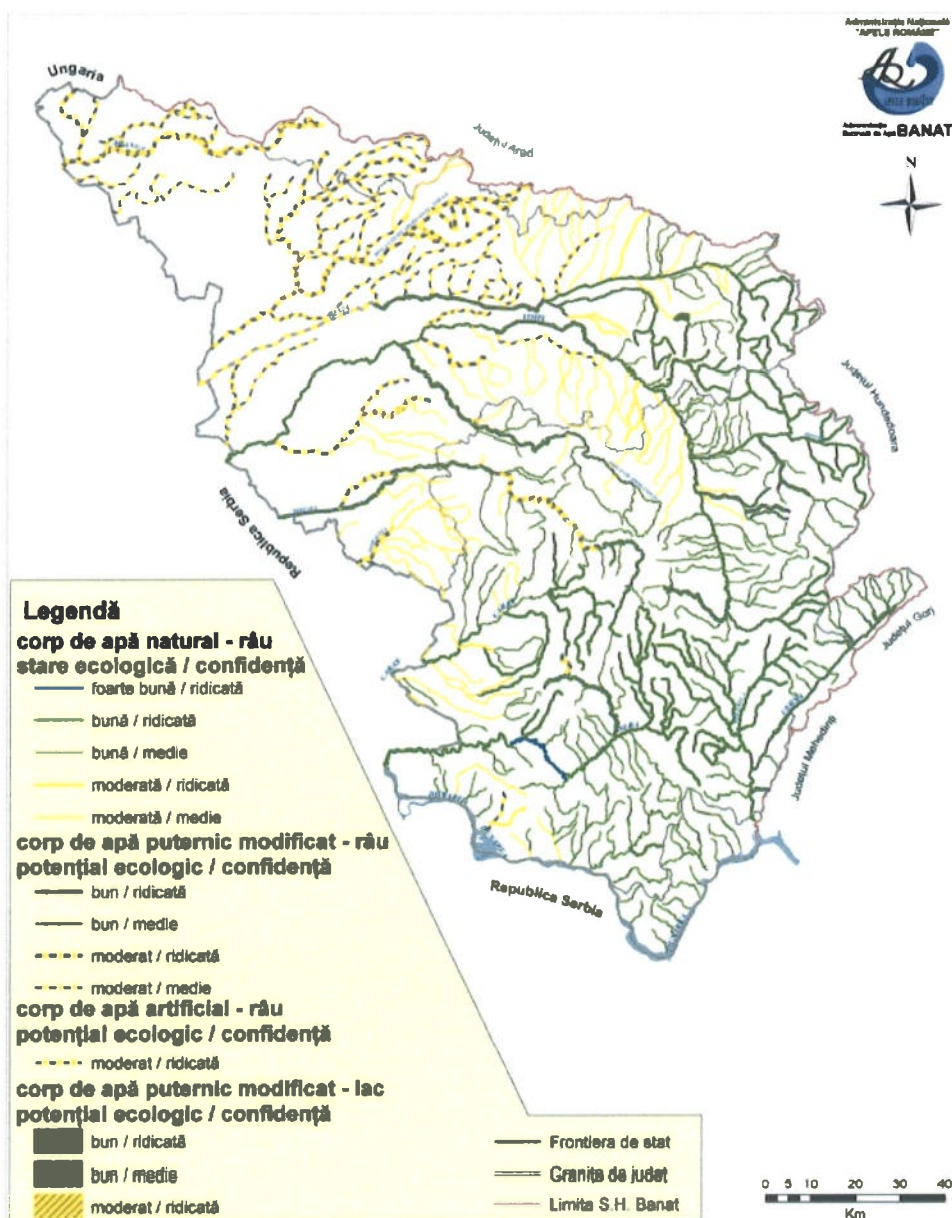 Administrația Națională
"APELE ROMÂNE"
Administrația
Bazinală de Apă BANAT
N
Ungaria
Județul Arad
Județul Hunedoara
Republica Serbia
Județul Gorj
Județul Mehedinți
Republica Serbia
Legendă
corp de apă natural - râu
stare ecologică / confidență
foarte bună / ridicată
bună / ridicată
bună / medie
moderată / ridicată
moderată / medie
corp de apă puternic modificat - râu
potențial ecologic / confidență
bun / ridicată
bun / medie
moderat / ridicată
moderat / medie
corp de apă artificial - râu
potențial ecologic / confidență
moderat / ridicată
corp de apă puternic modificat - lac
potențial ecologic / confidență
bun / ridicată
bun / medie
moderat / ridicată
Frontiera de stat
Granița de județ
Limita S.H. Banat
0 5 10 20 30 40
Km